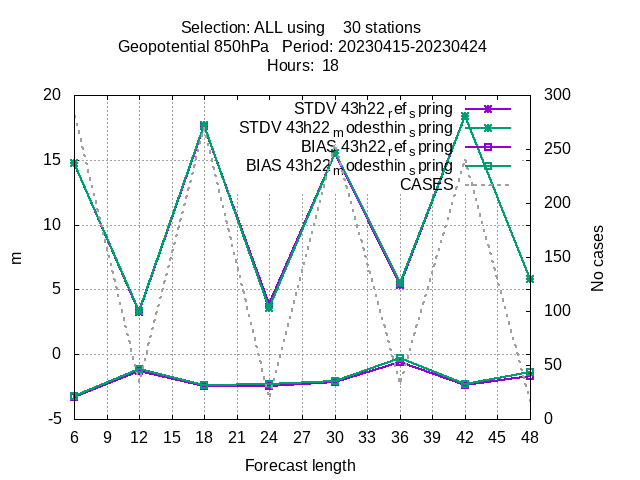 Selection: ALL using 30 stations
Geopotential 850hPa Period: 20230415-20230424
Hours: 18
STDV 43h22_ref_spring
STDV 43h22_modesthin_spring
BIAS 43h22_ref_spring
BIAS 43h22_modesthin_spring
CASES
20
15
10
5
0
-5
m
300
250
200
150
100
50
0
No cases
6 9 12 15 18 21 24 27 30 33 36 39 42 45 48
Forecast length